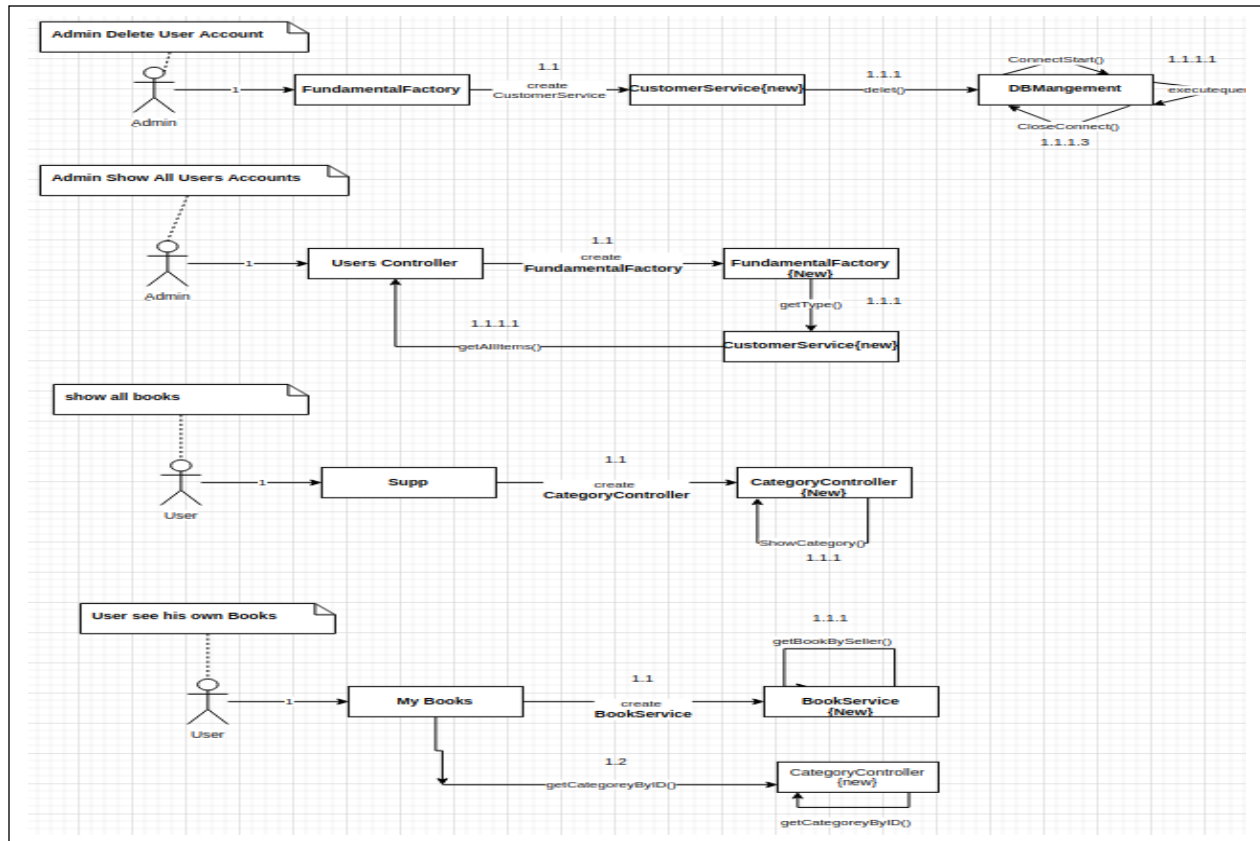 Admin Delete User Account
1.1
ConnectStart()
1.1.1.1
1
FundamentalFactory
create
CustomerService
CustomerService{new}
1.1.1
delet()
DBMangement
executequer
Admin
CloseConnect()
1.1.1.3
Admin Show All Users Accounts
1.1
1
Users Controller
create
FundamentalFactory
FundamentalFactory
{New}
Admin
getType()
1.1.1
1.1.1.1
getAllItems()
CustomerService{new}
show all books
1.1
1
Supp
create
CategoryController
CategoryController
{New}
User
ShowCategory()
1.1.1
User see his own Books
1.1.1
getBookBySeller()
1.1
1
My Books
create
BookService
BookService
{New}
User
1.2
getCategoreyByID()
CategoryController
{new}
getCategoreyByID()